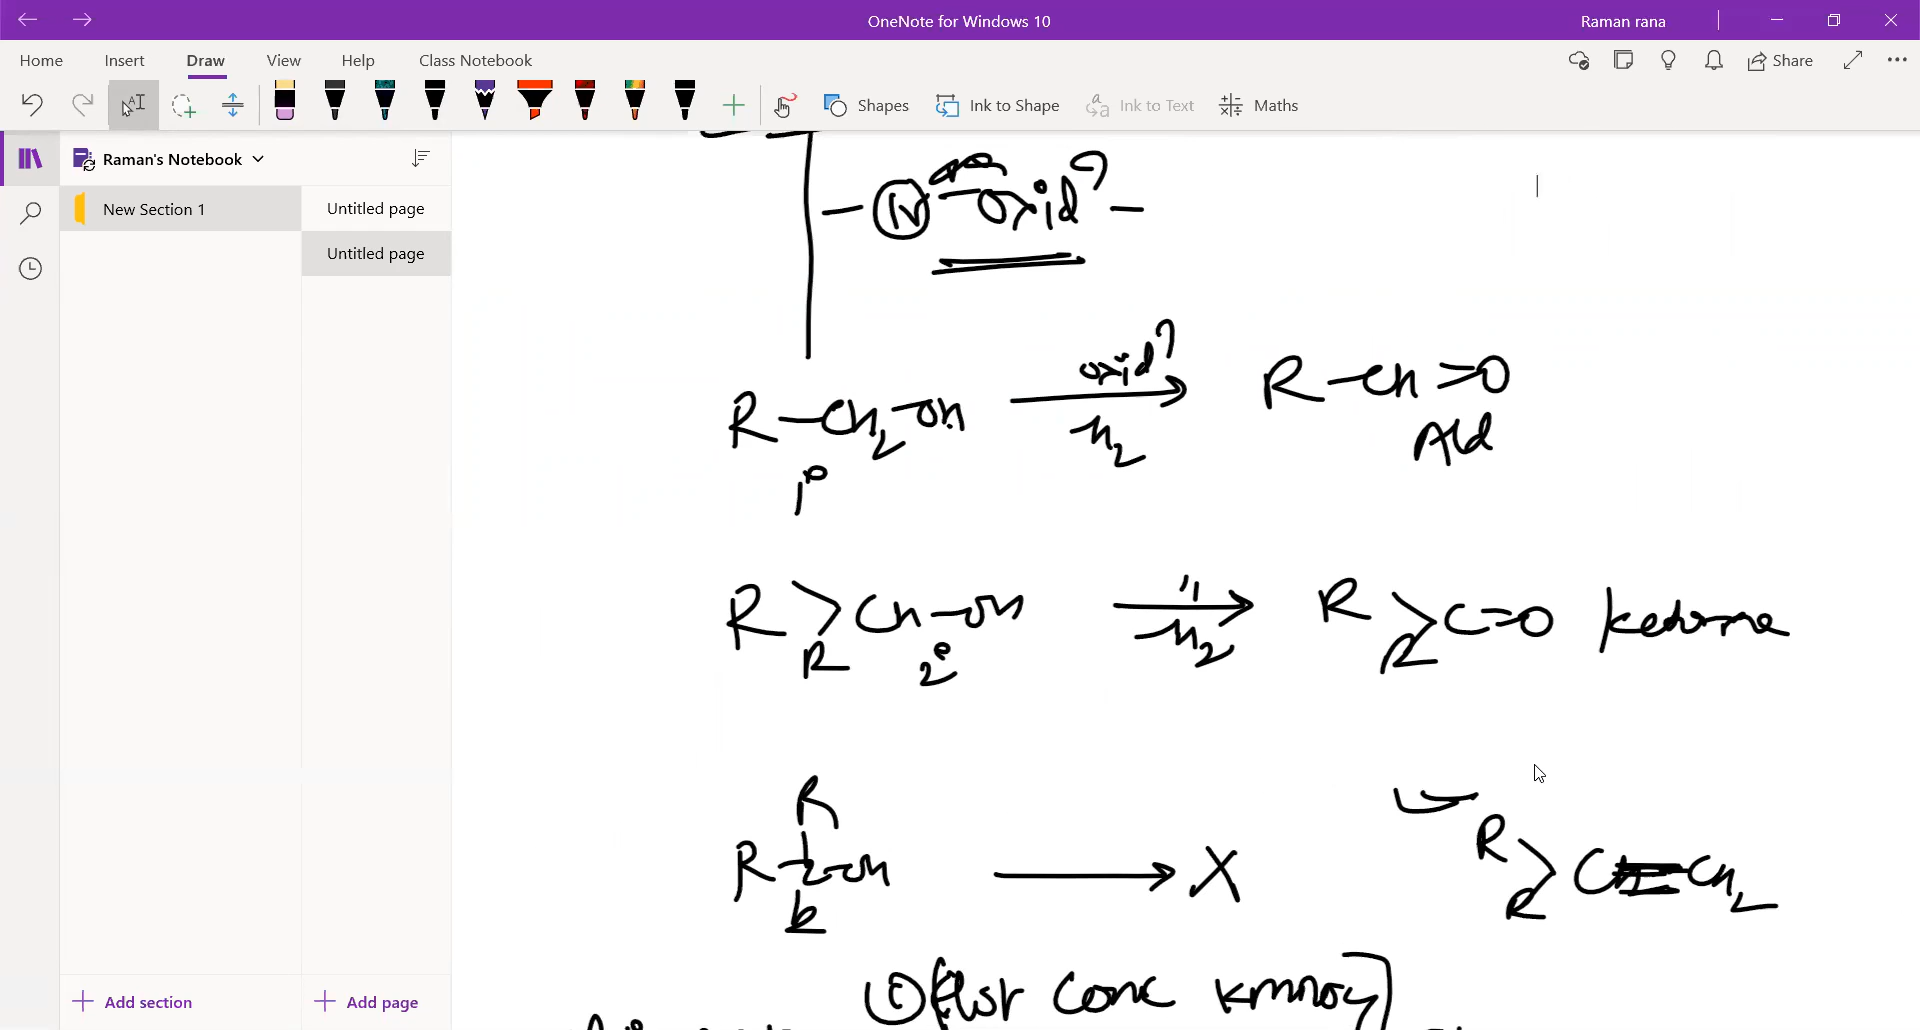 OneNote for Windows 10
Raman rana
Home Insert Draw View Help Class Notebook
Share
Shapes Ink to Shape Ink to Text Maths
Raman's Notebook
New Section 1
Untitled page
Untitled page
Add section
Add page
(iv) oxid?
R-CH2-OH oxid? -H2 R-CH=O
1° Ald
R R >CH-OH 2° " -H2 R R >C=O ketone
R
R-C-OH X
R
R R >C=CH2
KMnO4